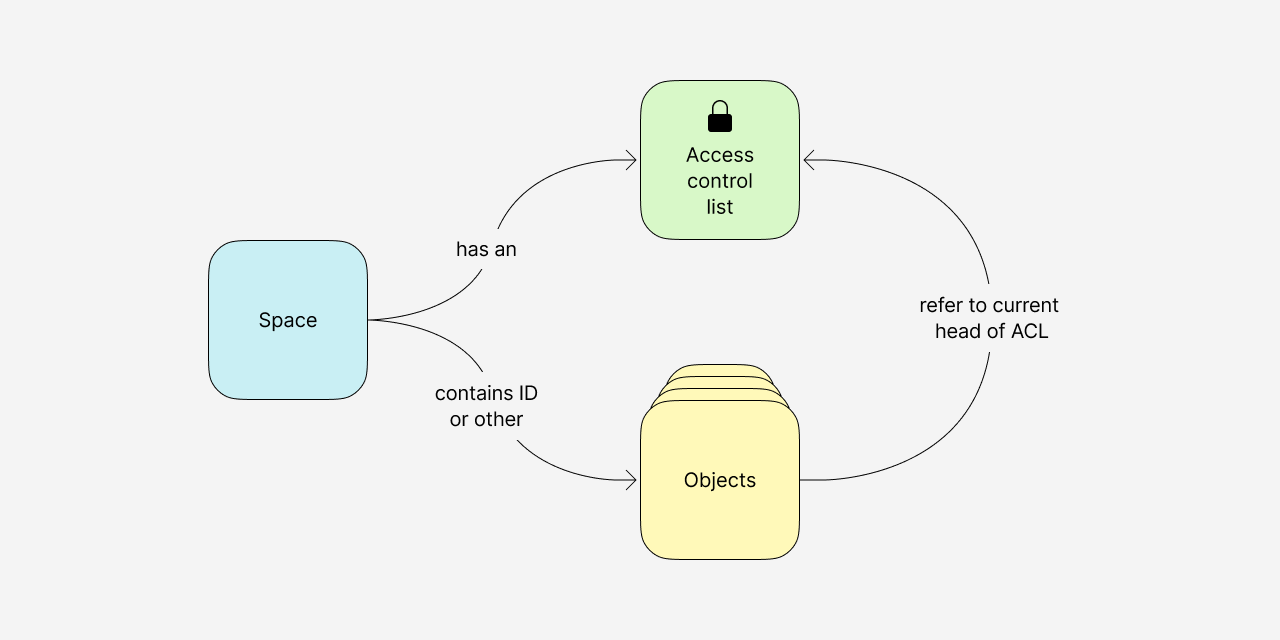 Access
control
list
has an
Space
refer to current
head of ACL
contains ID
or other
Objects